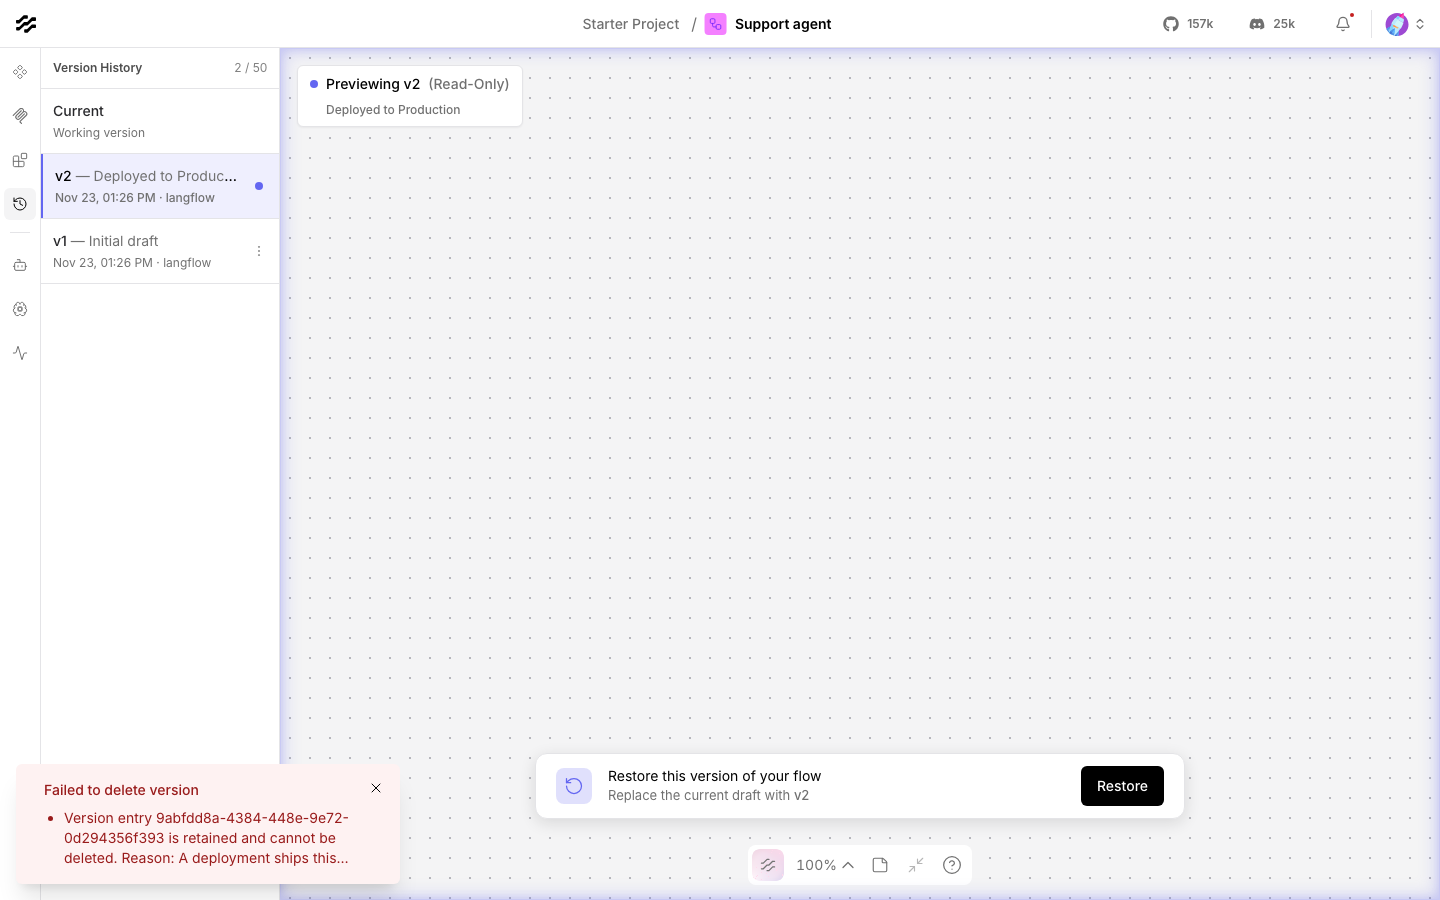 Starter Project / Support agent
157k
25k
Version History
2 / 50
Current
Working version
v2 — Deployed to Produc...
Nov 23, 01:26 PM · langflow
v1 — Initial draft
Nov 23, 01:26 PM · langflow
Previewing v2 (Read-Only)
Deployed to Production
Restore this version of your flow
Replace the current draft with v2
Restore
Failed to delete version
Version entry 9abfdd8a-4384-448e-9e72-
0d294356f393 is retained and cannot be
deleted. Reason: A deployment ships this...
100%